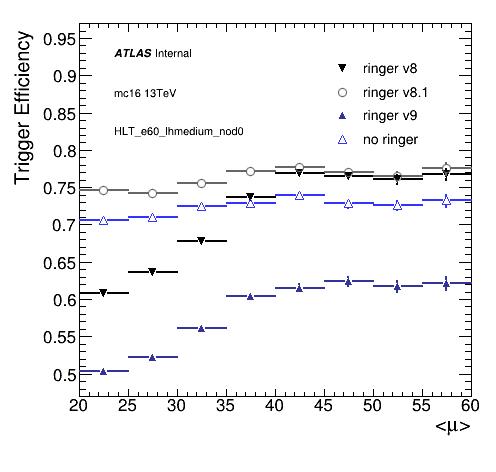 0.95
0.9
0.85
0.8
0.75
0.7
0.65
0.6
0.55
0.5
Trigger Efficiency
ATLAS Internal
mc16 13TeV
HLT_e60_lhmedium_nod0
ringer v8
ringer v8.1
ringer v9
no ringer
20 25 30 35 40 45 50 55 60
<μ>